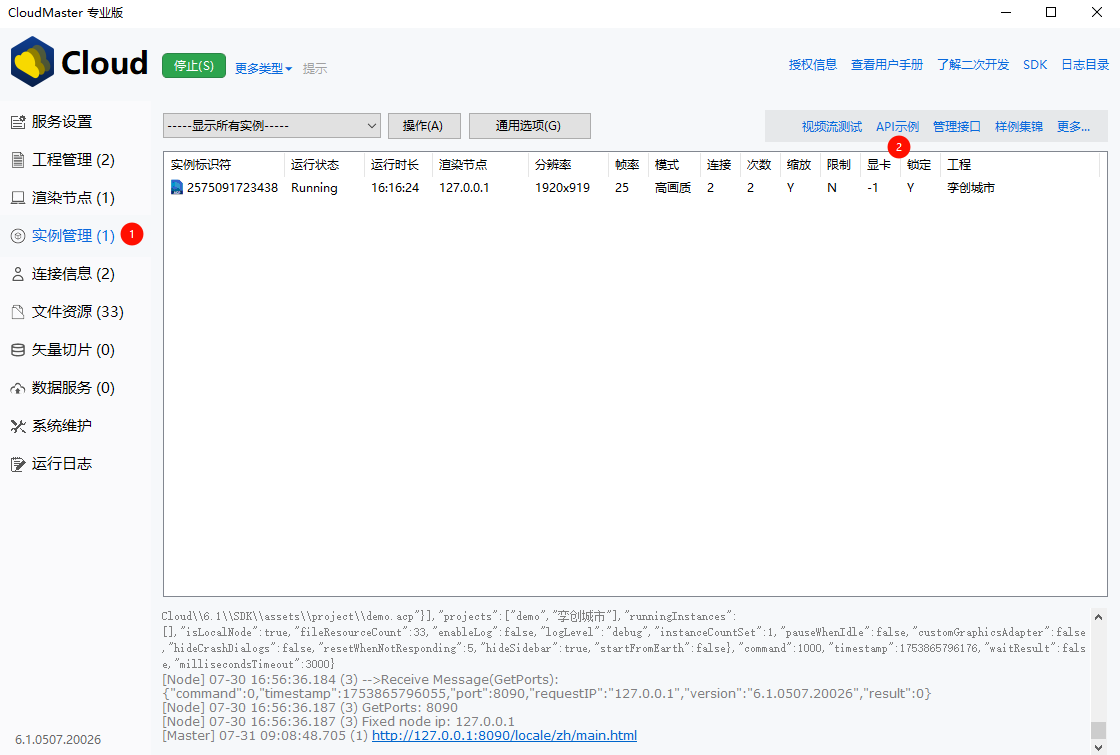 CloudMaster 专业版
Cloud
停止(S) 更多类型 提示
授权信息 查看用户手册 了解二次开发 SDK 日志目录
服务设置
工程管理 (2)
渲染节点 (1)
实例管理 (1) 1
连接信息 (2)
文件资源 (33)
矢量切片 (0)
数据服务 (0)
系统维护
运行日志
6.1.0507.20026
-----显示所有实例----- 操作(A) 通用选项(G)
视频流测试 API示例 管理接口 样例集锦 更多...
2
实例标识符 运行状态 运行时长 渲染节点 分辨率 帧率 模式 连接 次数 缩放 限制 显卡 锁定 工程
2575091723438 Running 16:16:24 127.0.0.1 1920x919 25 高画质 2 2 Y N -1 Y 孪创城市
Cloud\\6.1\\SDK\\assets\\project\\demo.acp"}],"projects":["demo","孪创城市"],"runningInstances":
[],"isLocalNode":true,"fileResourceCount":33,"enableLog":false,"logLevel":"debug","instanceCountSet":1,"pauseWhenIdle":false,"customGraphicsAdapter":false
,"hideCrashDialogs":false,"resetWhenNotResponding":5,"hideSidebar":true,"startFromEarth":false},"command":1000,"timestamp":1753865796176,"waitResult":fals
e,"millisecondsTimeout":3000}
[Node] 07-30 16:56:36.184 (3) -->Receive Message(GetPorts):
{"command":0,"timestamp":1753865796055,"port":8090,"requestIP":"127.0.0.1","version":"6.1.0507.20026","result":0}
[Node] 07-30 16:56:36.187 (3) GetPorts: 8090
[Node] 07-30 16:56:36.187 (3) Fixed node ip: 127.0.0.1
[Master] 07-31 09:08:48.705 (1) http://127.0.0.1:8090/locale/zh/main.html